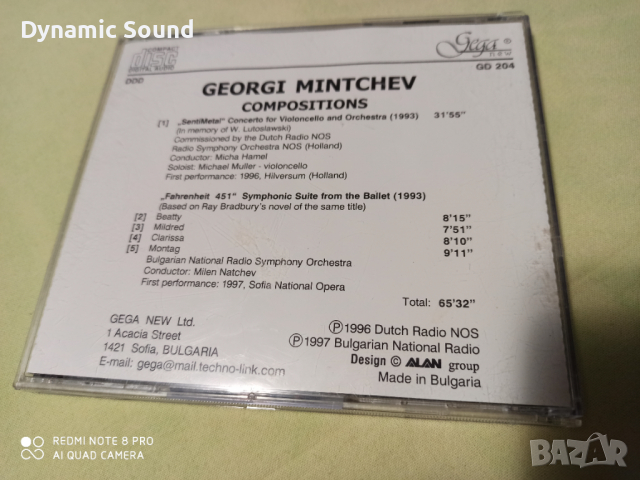 Dynamic Sound
COMPACT
disc
DIGITAL AUDIO
DDD
Gega ®
new
GD 204
GEORGI MINTCHEV
COMPOSITIONS
[1] „SentiMetal" Concerto for Violoncello and Orchestra (1993) 31'55"
(In memory of W. Lutoslawski)
Commissioned by the Dutch Radio NOS
Radio Symphony Orchestra NOS (Holland)
Conductor: Micha Hamel
Soloist: Michael Muller - violoncello
First performance: 1996, Hilversum (Holland)
„Fahrenheit 451" Symphonic Suite from the Ballet (1993)
(Based on Ray Bradbury's novel of the same title)
[2] Beatty 8'15"
[3] Mildred 7'51"
[4] Clarissa 8'10"
[5] Montag 9'11"
Bulgarian National Radio Symphony Orchestra
Conductor: Milen Natchev
First performance: 1997, Sofia National Opera
Total: 65'32"
GEGA NEW Ltd.
1 Acacia Street
1421 Sofia, BULGARIA
E-mail: gega@mail.techno-link.com
Ⓟ 1996 Dutch Radio NOS
Ⓟ 1997 Bulgarian National Radio
Design © ALAN group
Made in Bulgaria
REDMI NOTE 8 PRO
AI QUAD CAMERA
BAZAR